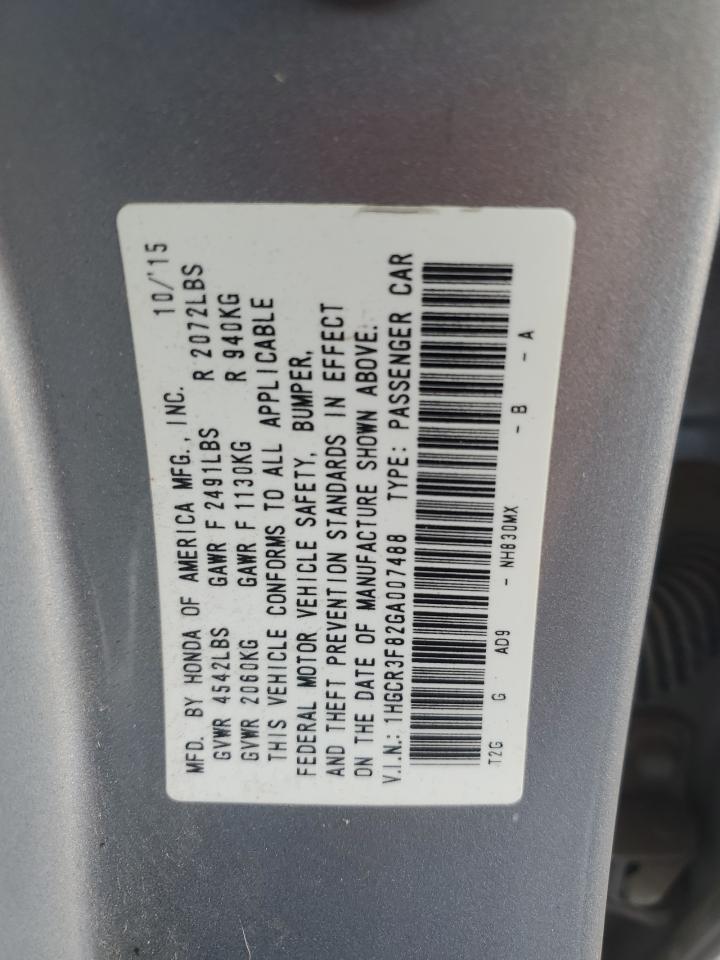 MFD. BY HONDA OF AMERICA MFG., INC. 10/'15
GVWR 4542LBS GAWR F 2491LBS R 2072LBS
GVWR 2060KG GAWR F 1130KG R 940KG
THIS VEHICLE CONFORMS TO ALL APPLICABLE
FEDERAL MOTOR VEHICLE SAFETY, BUMPER,
AND THEFT PREVENTION STANDARDS IN EFFECT
ON THE DATE OF MANUFACTURE SHOWN ABOVE.
V.I.N.: 1HGCR3F82GA007488 TYPE: PASSENGER CAR
T2G G AD9 - NH830MX - B - A